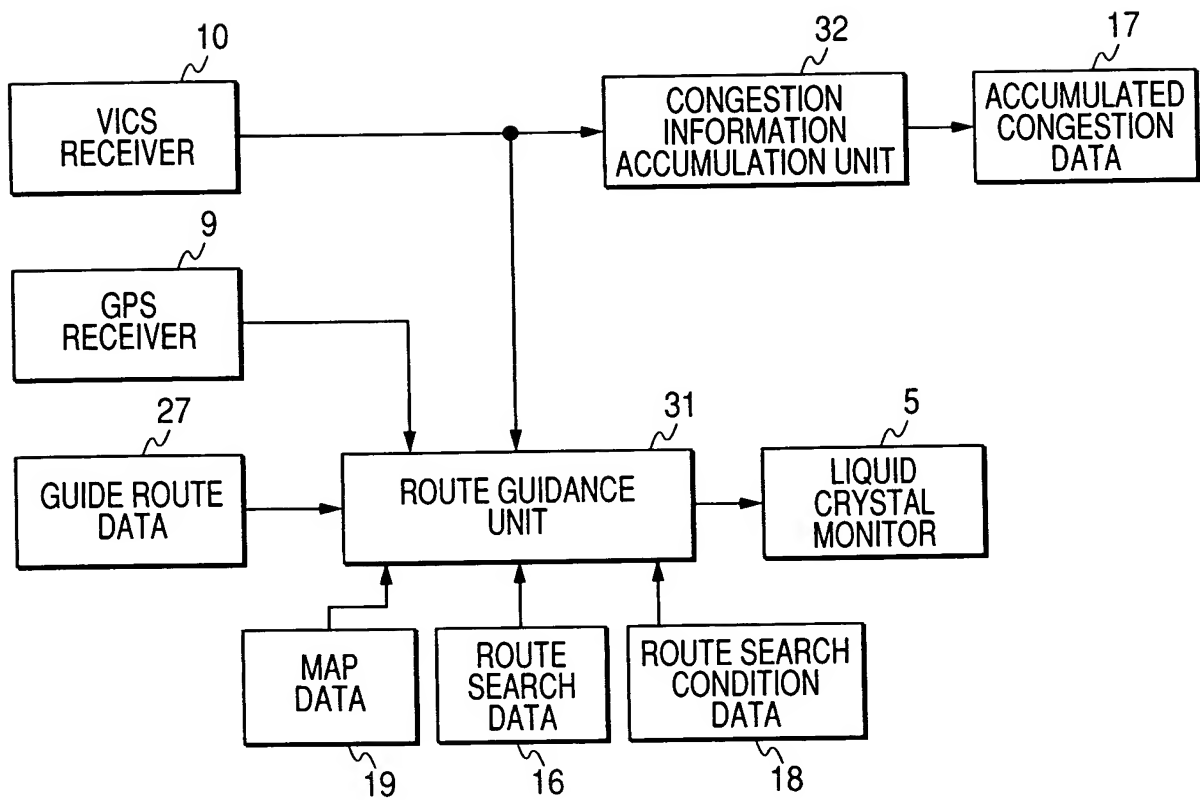 10
VICS
RECEIVER
32
CONGESTION
INFORMATION
ACCUMULATION UNIT
17
ACCUMULATED
CONGESTION
DATA
9
GPS
RECEIVER
27
GUIDE ROUTE
DATA
31
ROUTE GUIDANCE
UNIT
5
LIQUID
CRYSTAL
MONITOR
MAP
DATA
19
ROUTE
SEARCH
DATA
16
ROUTE SEARCH
CONDITION
DATA
18